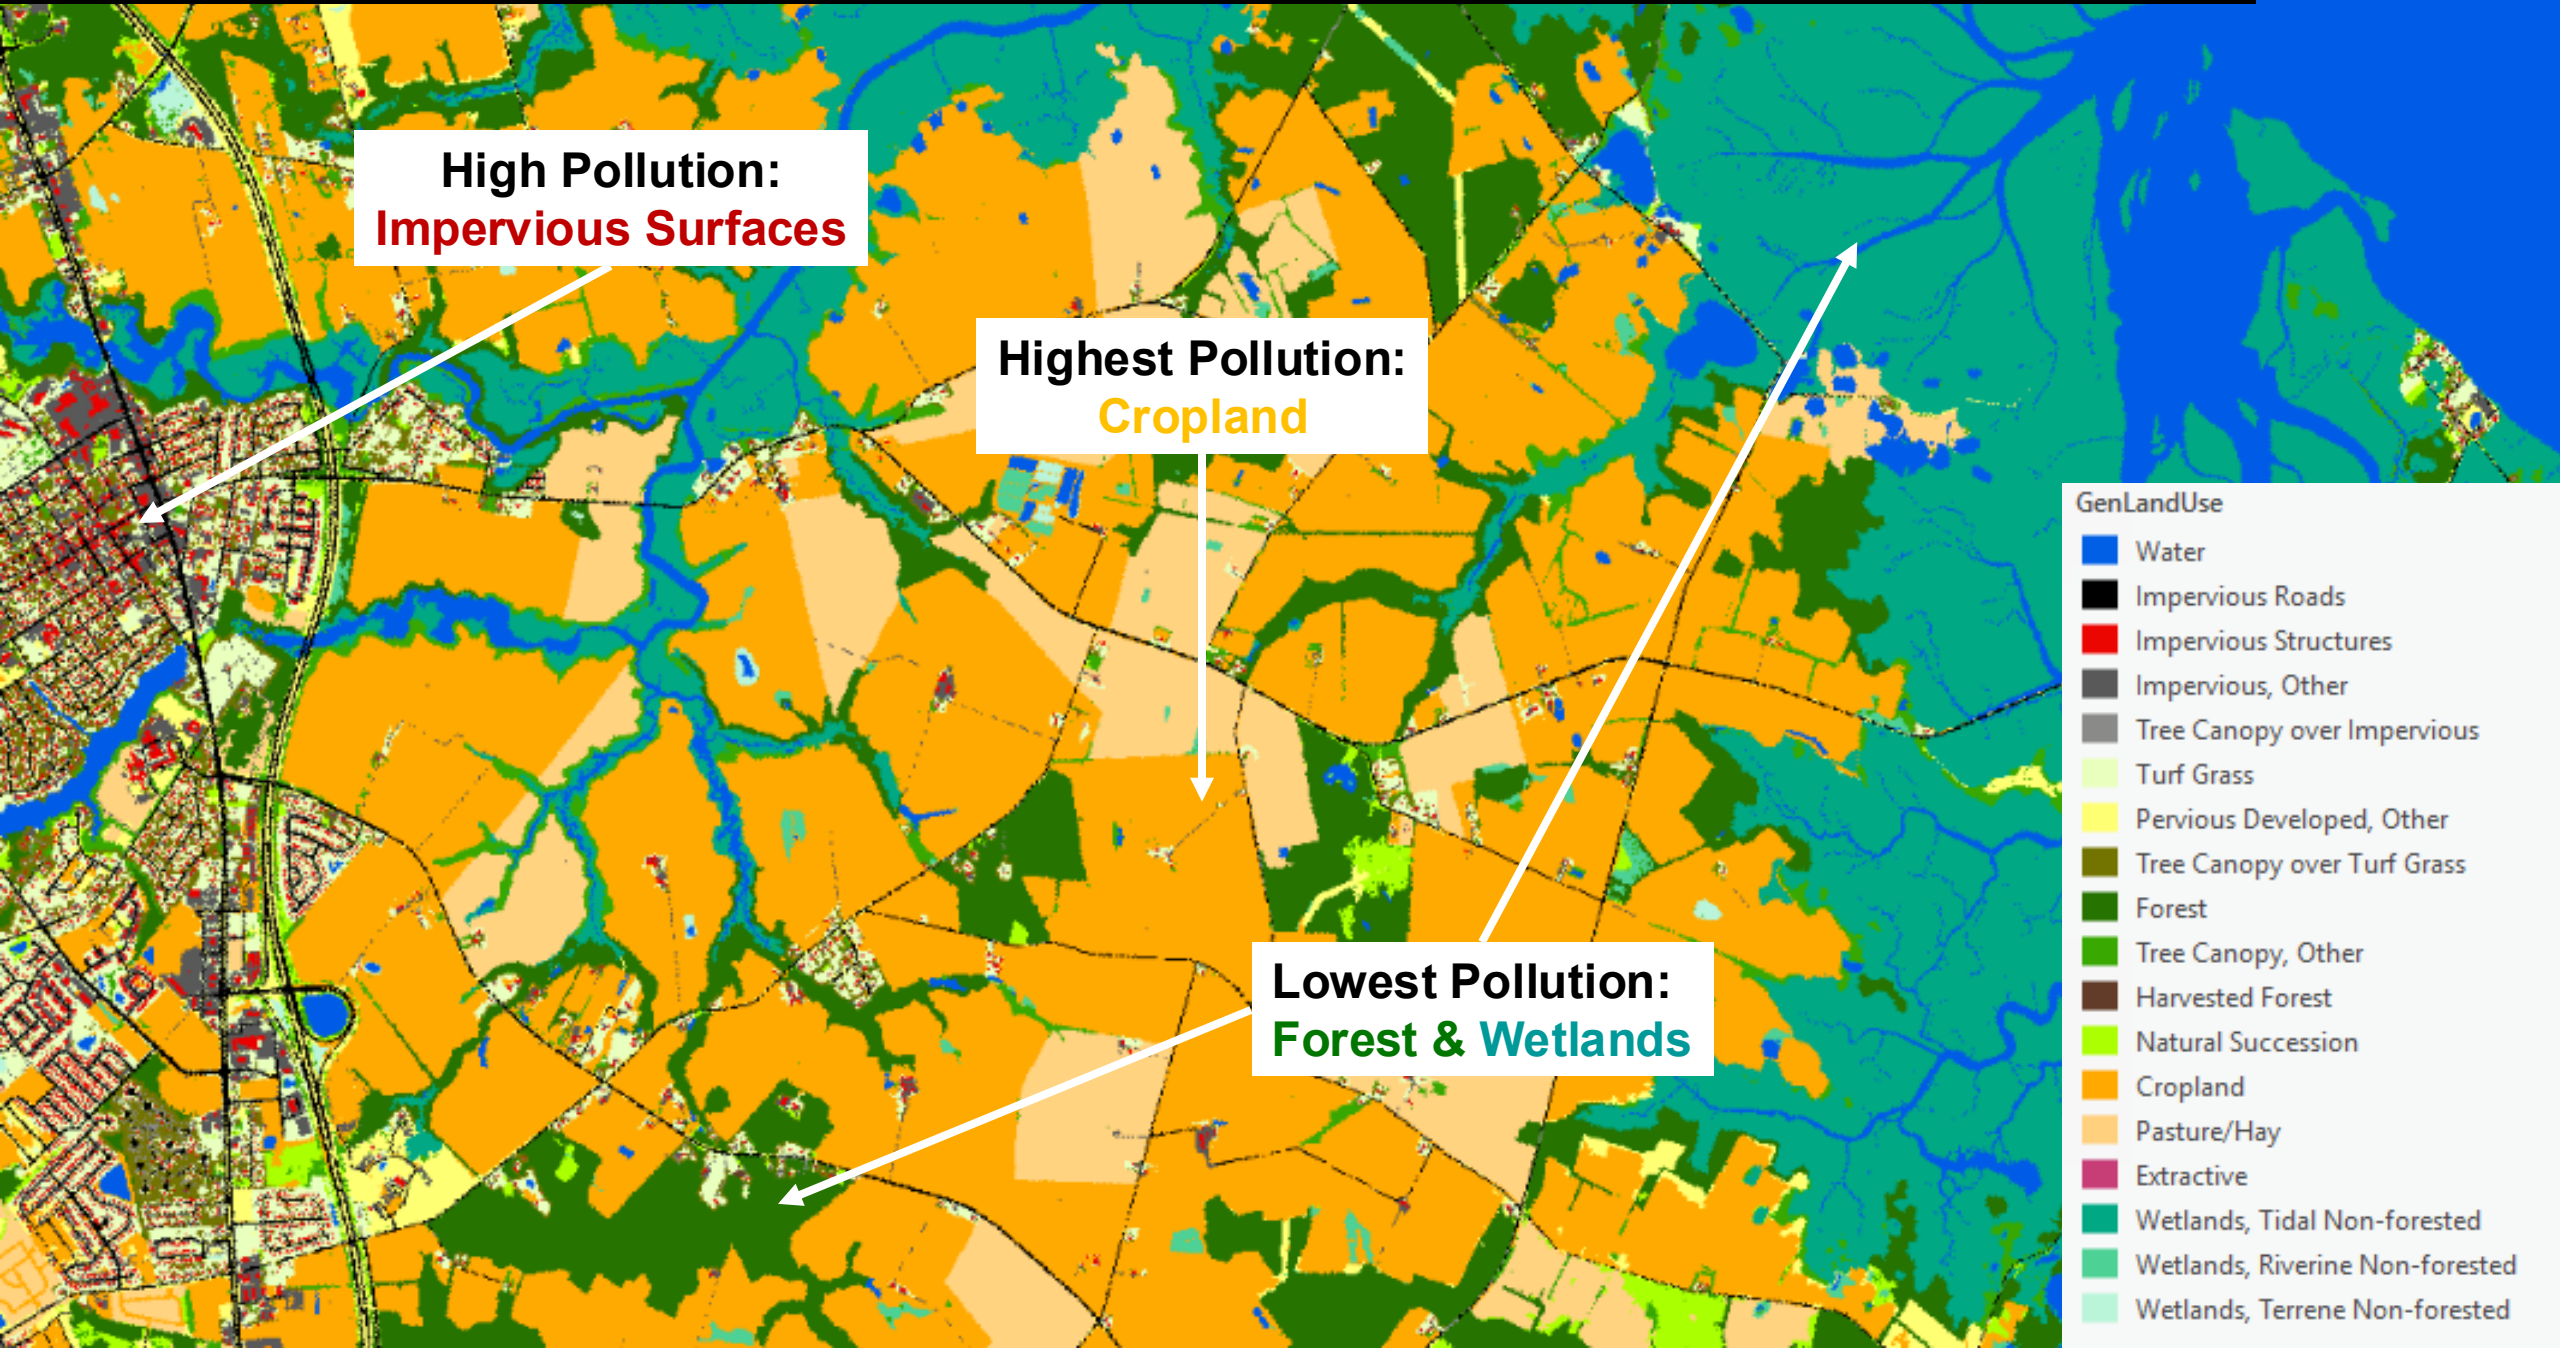 High Pollution:
Impervious Surfaces
Highest Pollution:
Cropland
Lowest Pollution:
Forest & Wetlands
GenLandUse
Water
Impervious Roads
Impervious Structures
Impervious, Other
Tree Canopy over Impervious
Turf Grass
Pervious Developed, Other
Tree Canopy over Turf Grass
Forest
Tree Canopy, Other
Harvested Forest
Natural Succession
Cropland
Pasture/Hay
Extractive
Wetlands, Tidal Non-forested
Wetlands, Riverine Non-forested
Wetlands, Terrene Non-forested